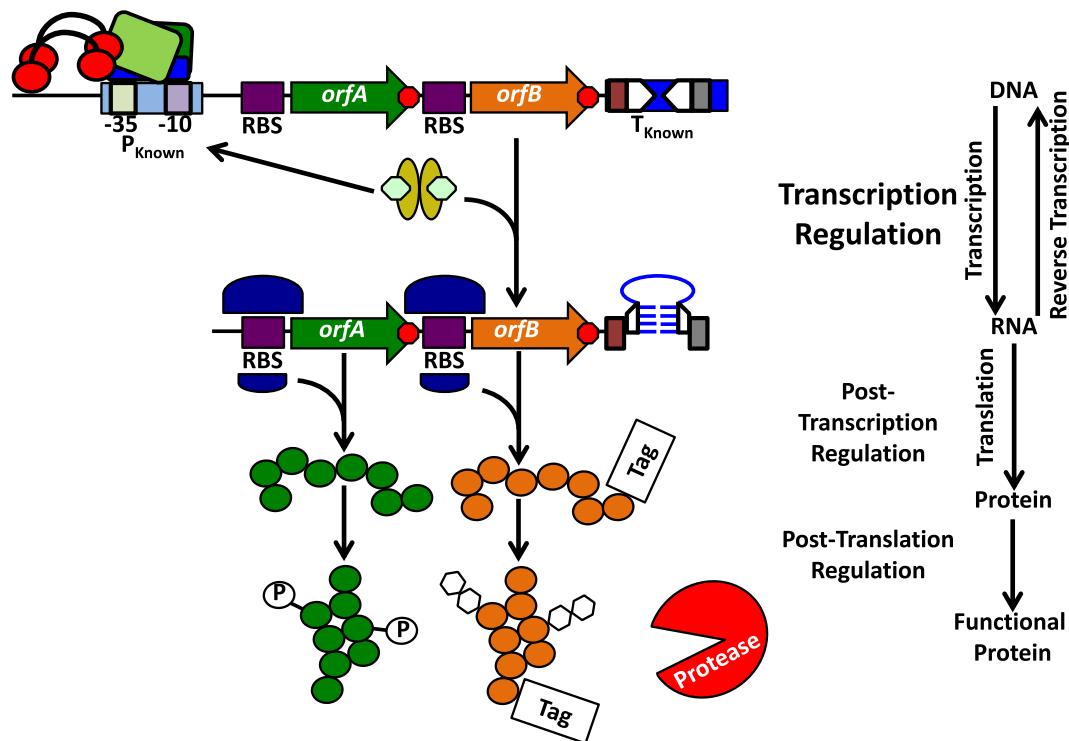 orfA
orfB
-35
-10
P Known
RBS
RBS
T Known
DNA
Transcription
Regulation
Transcription
Reverse Transcription
orfA
orfB
RBS
RBS
RNA
Post-
Transcription
Regulation
Translation
Tag
Protein
Post-Translation
Regulation
P
P
Tag
Protease
Functional
Protein